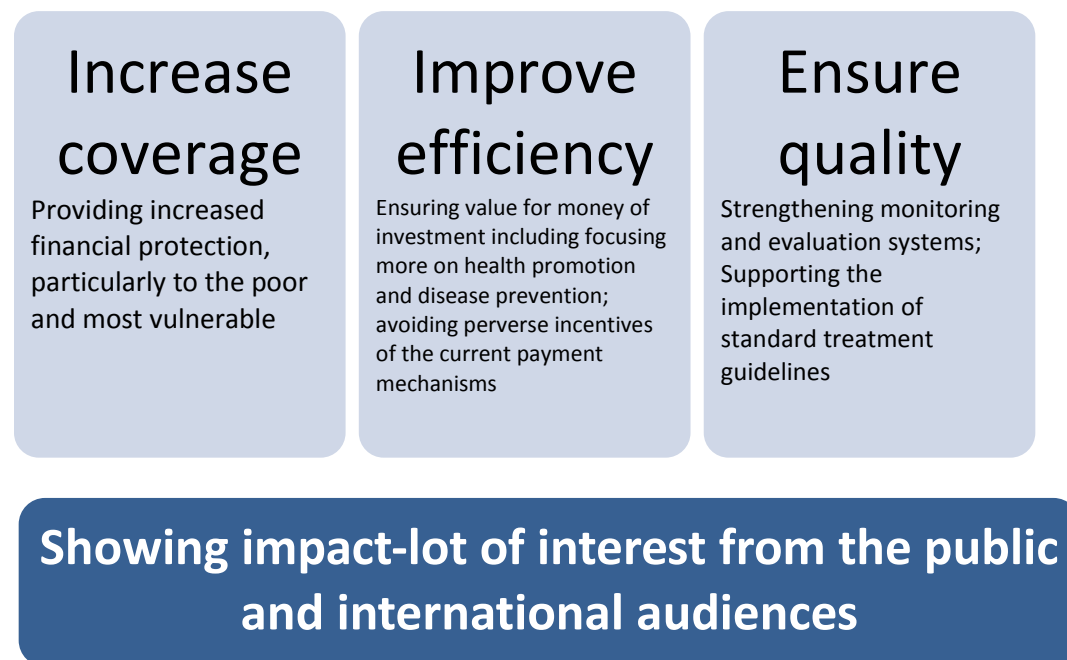 Increase
coverage
Providing increased
financial protection,
particularly to the poor
and most vulnerable
Improve
efficiency
Ensuring value for money of
investment including focusing
more on health promotion
and disease prevention;
avoiding perverse incentives
of the current payment
mechanisms
Ensure
quality
Strengthening monitoring
and evaluation systems;
Supporting the
implementation of
standard treatment
guidelines
Showing impact-lot of interest from the public
and international audiences